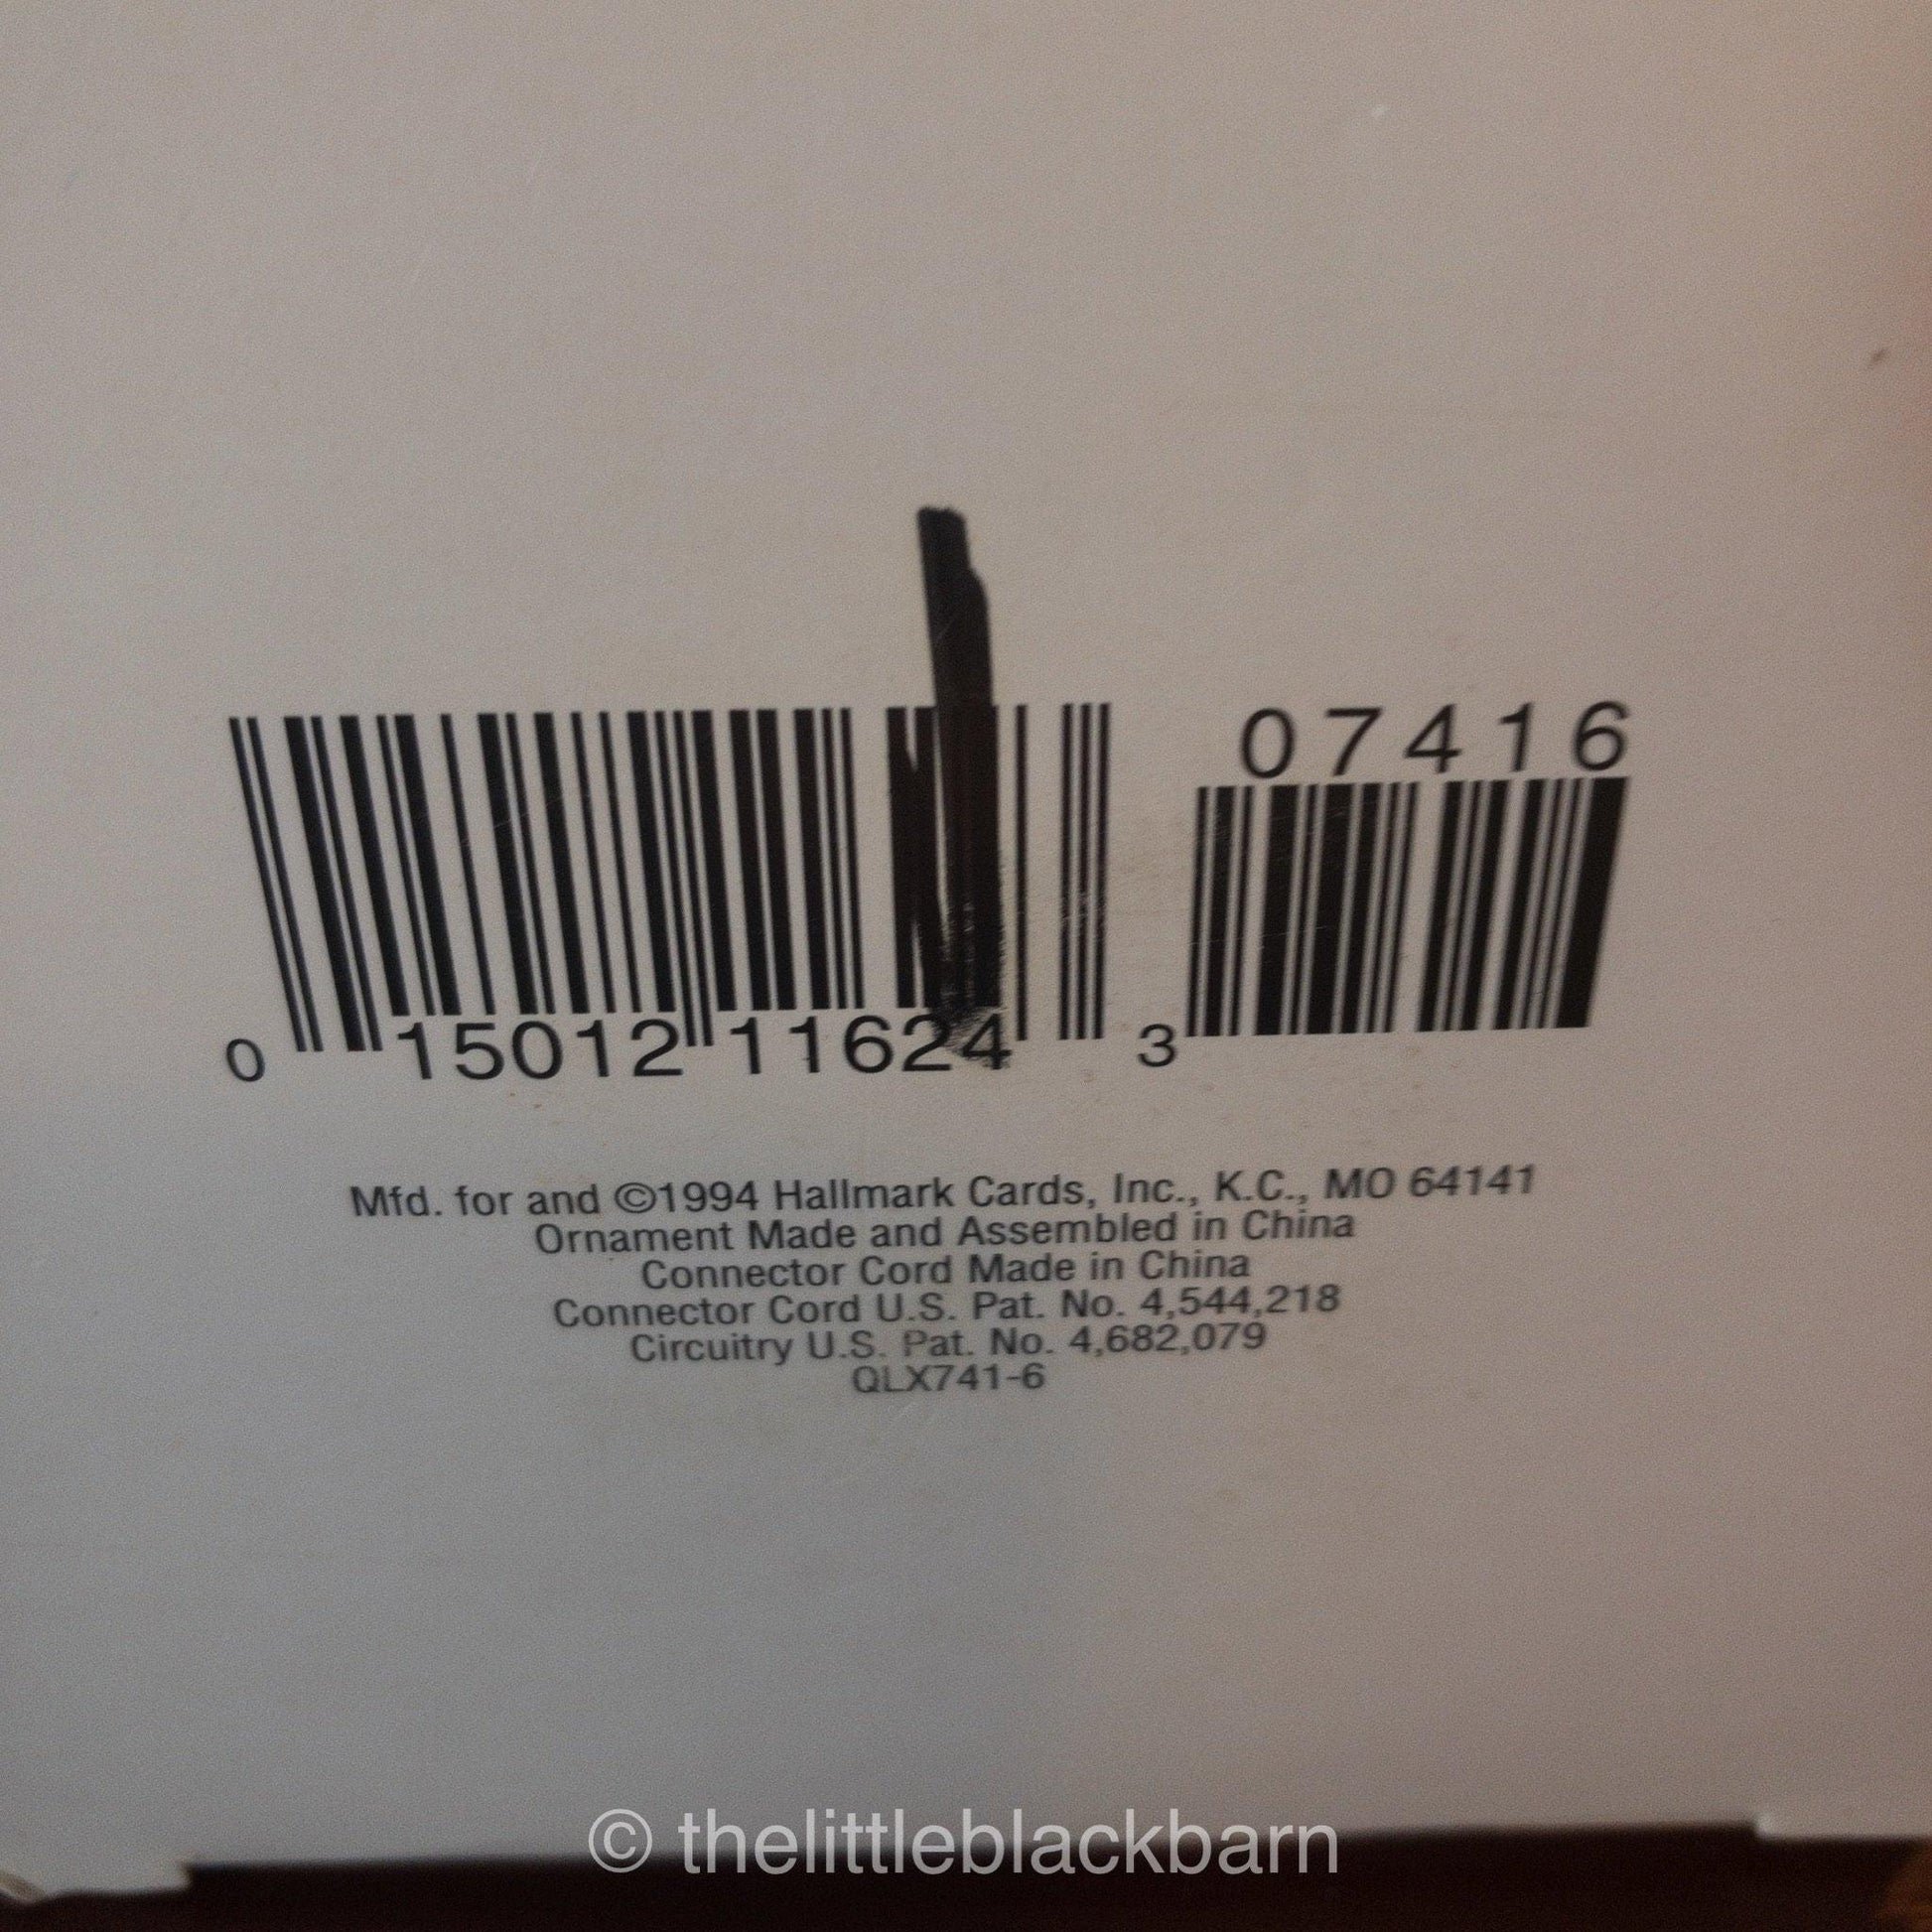 07416
0 15012 11624 3
Mfd. for and ©1994 Hallmark Cards, Inc., K.C., MO 64141
Ornament Made and Assembled in China
Connector Cord Made in China
Connector Cord U.S. Pat. No. 4,544,218
Circuitry U.S. Pat. No. 4,682,079
QLX741-6
© thelittleblackbarn